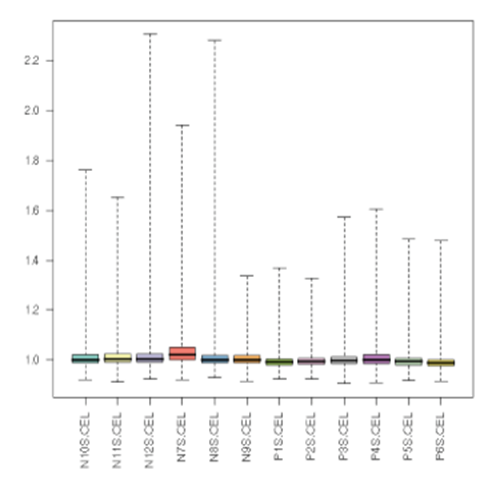 2.2
2.0
1.8
1.6
1.4
1.2
1.0
N10S.CEL
N11S.CEL
N12S.CEL
N7S.CEL
N8S.CEL
N9S.CEL
P1S.CEL
P2S.CEL
P3S.CEL
P4S.CEL
P5S.CEL
P6S.CEL